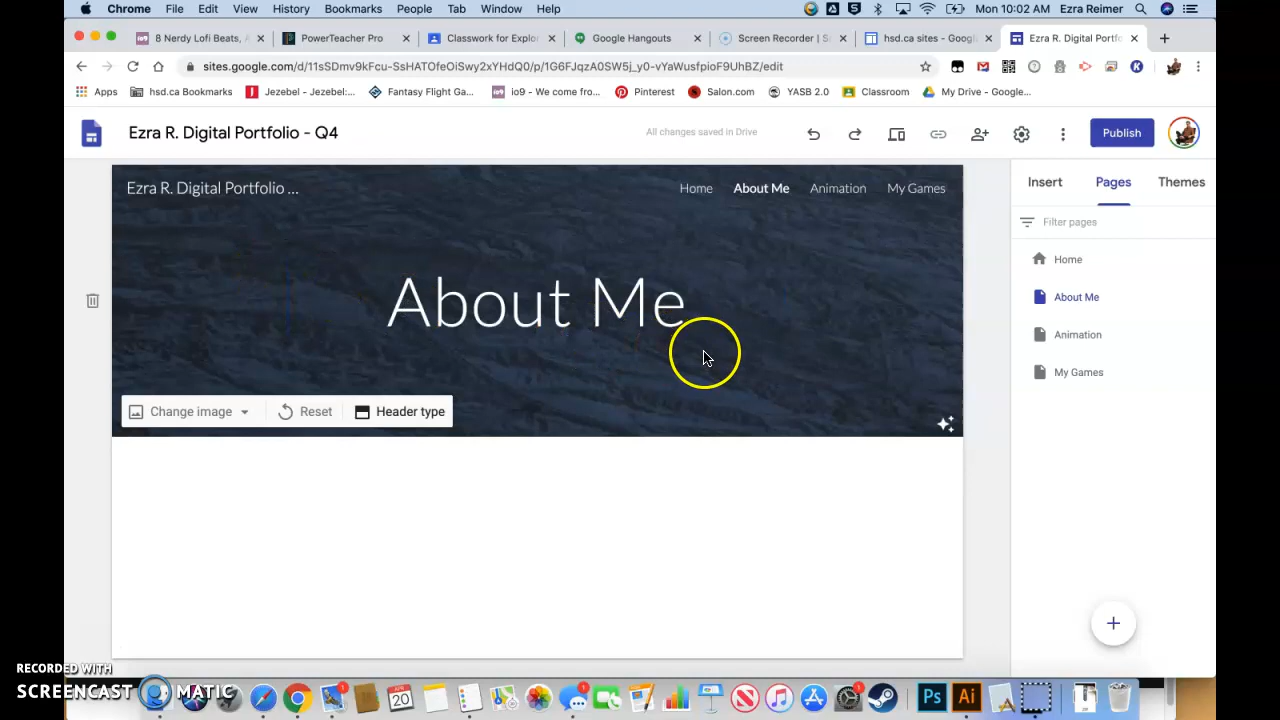 Chrome File Edit View History Bookmarks People Tab Window Help Mon 10:02 AM Ezra Reimer
8 Nerdy Lofi Beats, A PowerTeacher Pro Classwork for Explo Google Hangouts Screen Recorder | S hsd.ca sites - Googl Ezra R. Digital Portfo
sites.google.com/d/11sSDmv9kFcu-SsHATOfeOiSwy2xYHdQ0/p/1G6FJqzA0SW5j_y0-vYaWusfpioF9UhBZ/edit
Apps hsd.ca Bookmarks Jezebel - Jezebel:... Fantasy Flight Ga... io9 - We come fro... Pinterest Salon.com YASB 2.0 Classroom My Drive - Google...
Ezra R. Digital Portfolio - Q4 All changes saved in Drive Publish
Ezra R. Digital Portfolio ... Home About Me Animation My Games
Insert Pages Themes
Filter pages
Home
About Me
Animation
My Games
About Me
Change image Reset Header type
RECORDED WITH
SCREENCAST MATIC
APR 20
Ps Ai